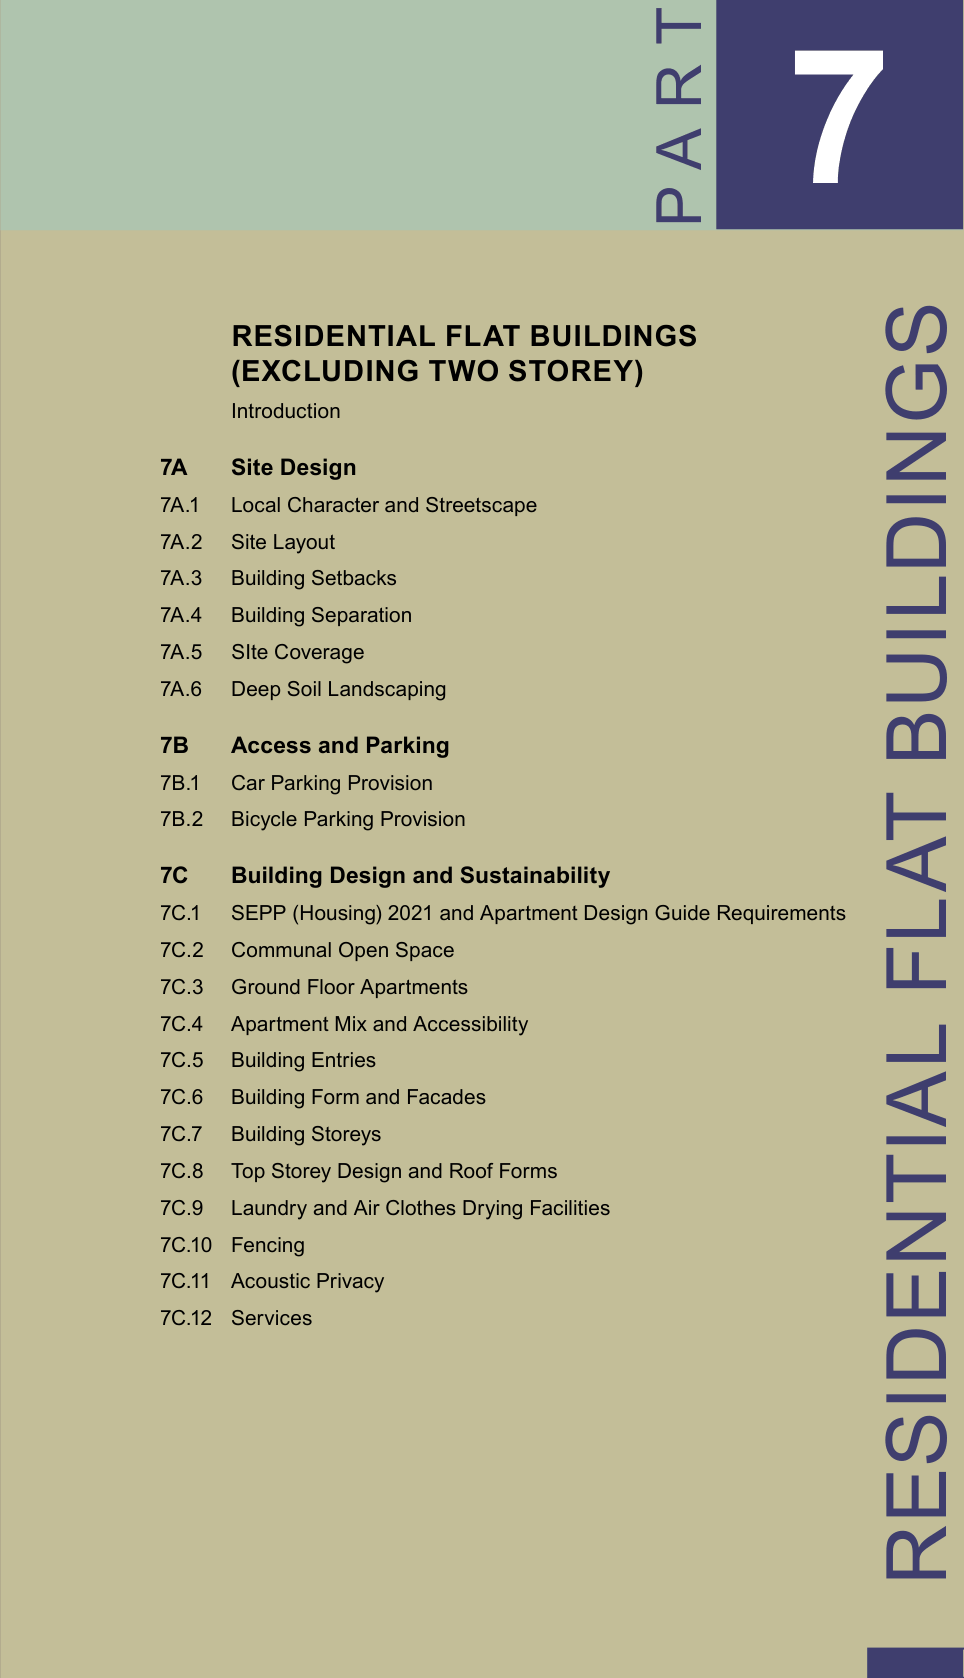 PART
7
RESIDENTIAL FLAT BUILDINGS
(EXCLUDING TWO STOREY)
Introduction
7A Site Design
7A.1 Local Character and Streetscape
7A.2 Site Layout
7A.3 Building Setbacks
7A.4 Building Separation
7A.5 SIte Coverage
7A.6 Deep Soil Landscaping
7B Access and Parking
7B.1 Car Parking Provision
7B.2 Bicycle Parking Provision
7C Building Design and Sustainability
7C.1 SEPP (Housing) 2021 and Apartment Design Guide Requirements
7C.2 Communal Open Space
7C.3 Ground Floor Apartments
7C.4 Apartment Mix and Accessibility
7C.5 Building Entries
7C.6 Building Form and Facades
7C.7 Building Storeys
7C.8 Top Storey Design and Roof Forms
7C.9 Laundry and Air Clothes Drying Facilities
7C.10 Fencing
7C.11 Acoustic Privacy
7C.12 Services
RESIDENTIAL FLAT BUILDINGS